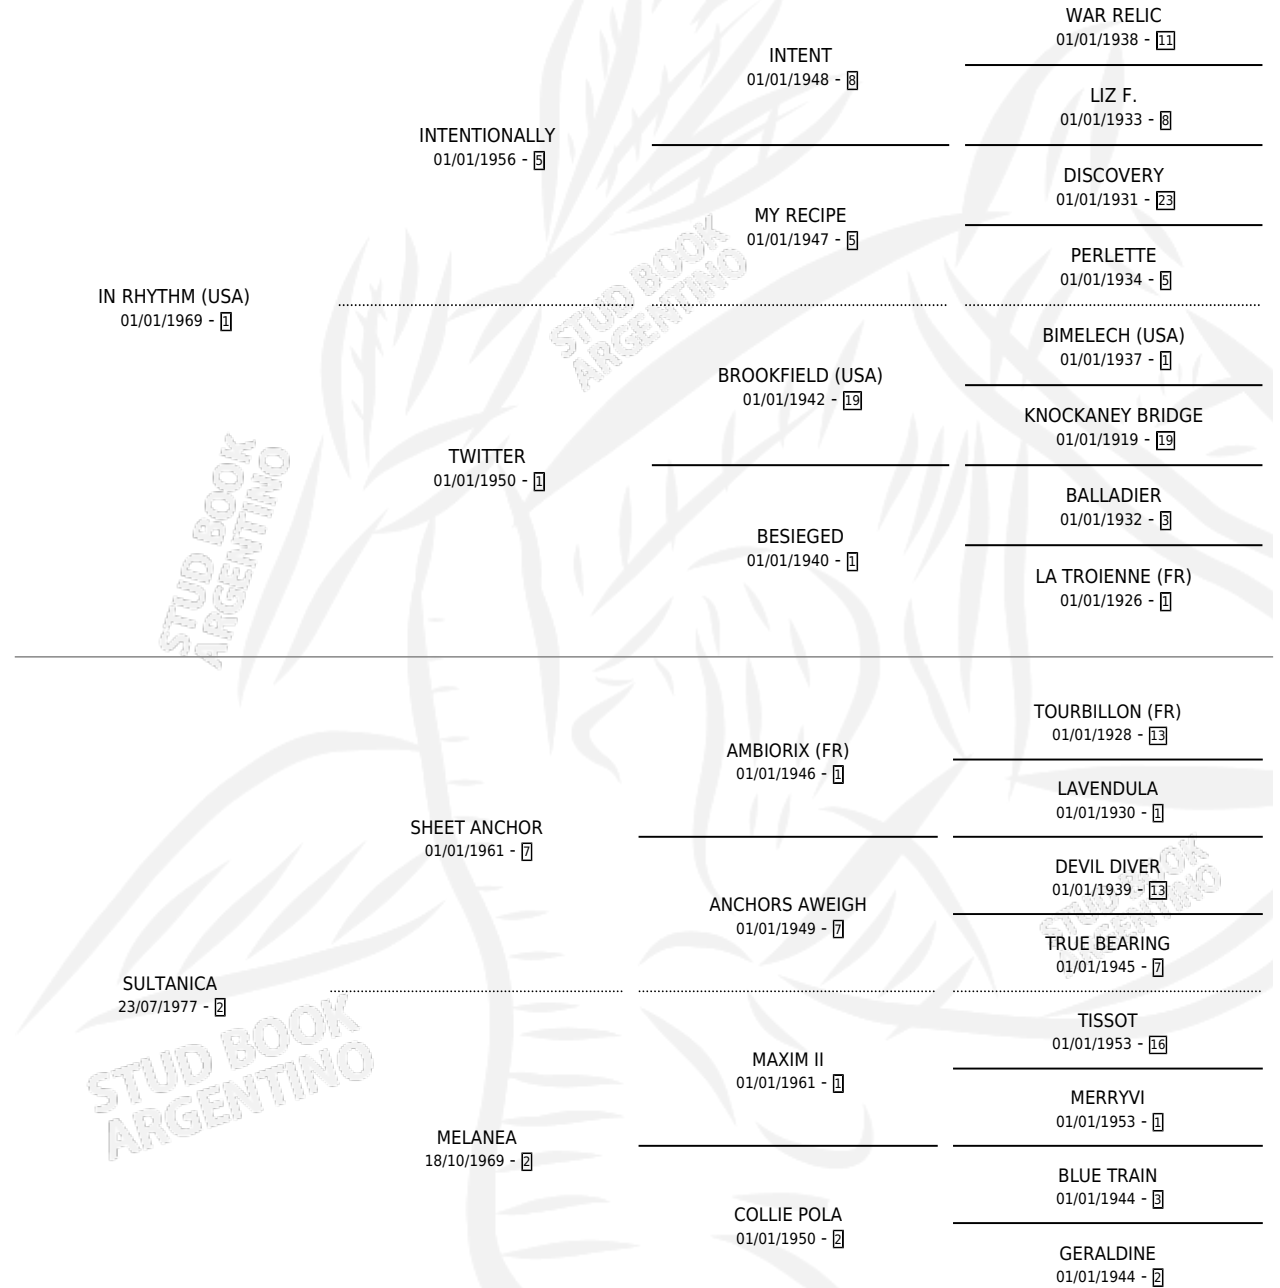 WAR RELIC
01/01/1938 - 11
INTENT
01/01/1948 - 8
LIZ F.
01/01/1933 - 8
INTENTIONALLY
01/01/1956 - 5
DISCOVERY
01/01/1931 - 23
MY RECIPE
01/01/1947 - 5
PERLETTE
01/01/1934 - 5
IN RHYTHM (USA)
01/01/1969 - 1
BIMELECH (USA)
01/01/1937 - 1
BROOKFIELD (USA)
01/01/1942 - 19
KNOCKANEY BRIDGE
01/01/1919 - 19
TWITTER
01/01/1950 - 1
BALLADIER
01/01/1932 - 3
BESIEGED
01/01/1940 - 1
LA TROIENNE (FR)
01/01/1926 - 1
STUD BOOK
ARGENTINO
STUD BOOK
ARGENTINO
TOURBILLON (FR)
01/01/1928 - 13
AMBIORIX (FR)
01/01/1946 - 1
LAVENDULA
01/01/1930 - 1
SHEET ANCHOR
01/01/1961 - 7
DEVIL DIVER
01/01/1939 - 13
ANCHORS AWEIGH
01/01/1949 - 7
TRUE BEARING
01/01/1945 - 7
SULTANICA
23/07/1977 - 2
TISSOT
01/01/1953 - 16
MAXIM II
01/01/1961 - 1
MERRYVI
01/01/1953 - 1
MELANEA
18/10/1969 - 2
BLUE TRAIN
01/01/1944 - 3
COLLIE POLA
01/01/1950 - 2
GERALDINE
01/01/1944 - 2
STUD BOOK
ARGENTINO
STUD BOOK
ARGENTINO